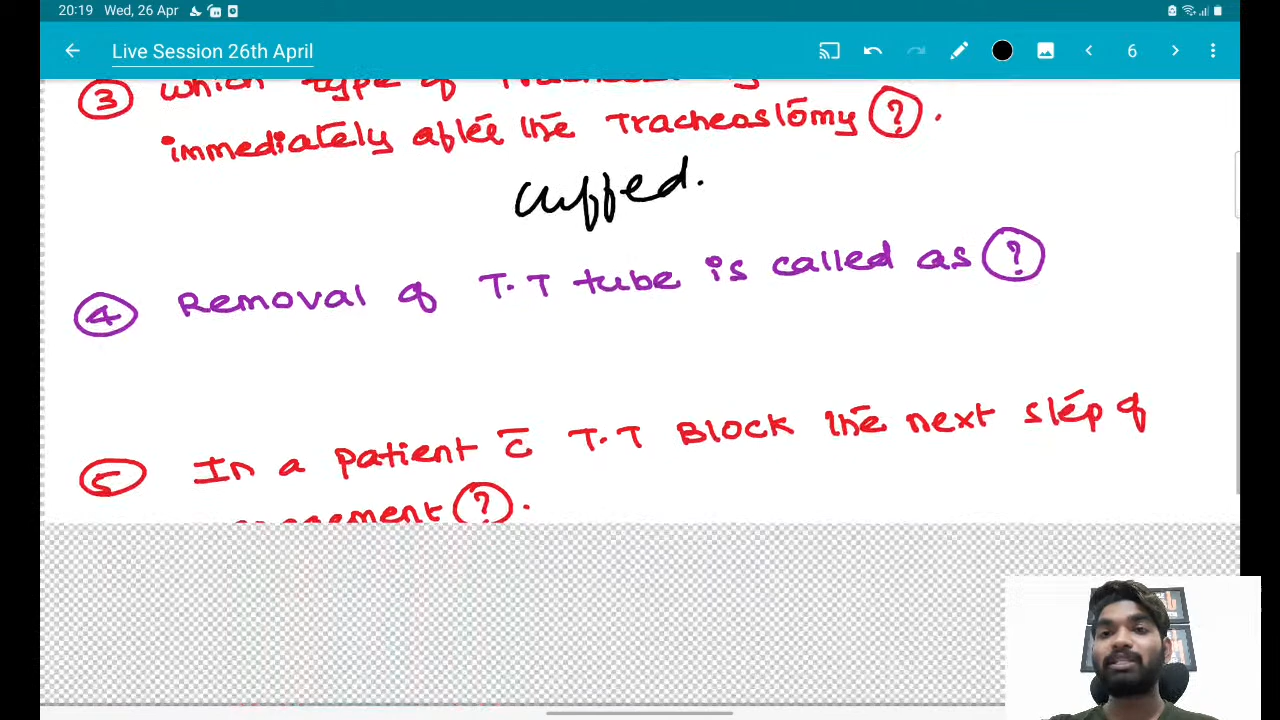 20:19 Wed, 26 Apr
Live Session 26th April
6
3 which type of
immediately after the Tracheostomy ? .
cuffed.
4 Removal of T.T tube is called as ?
5 In a patient c̄ T.T BLOCK the next step of
?.